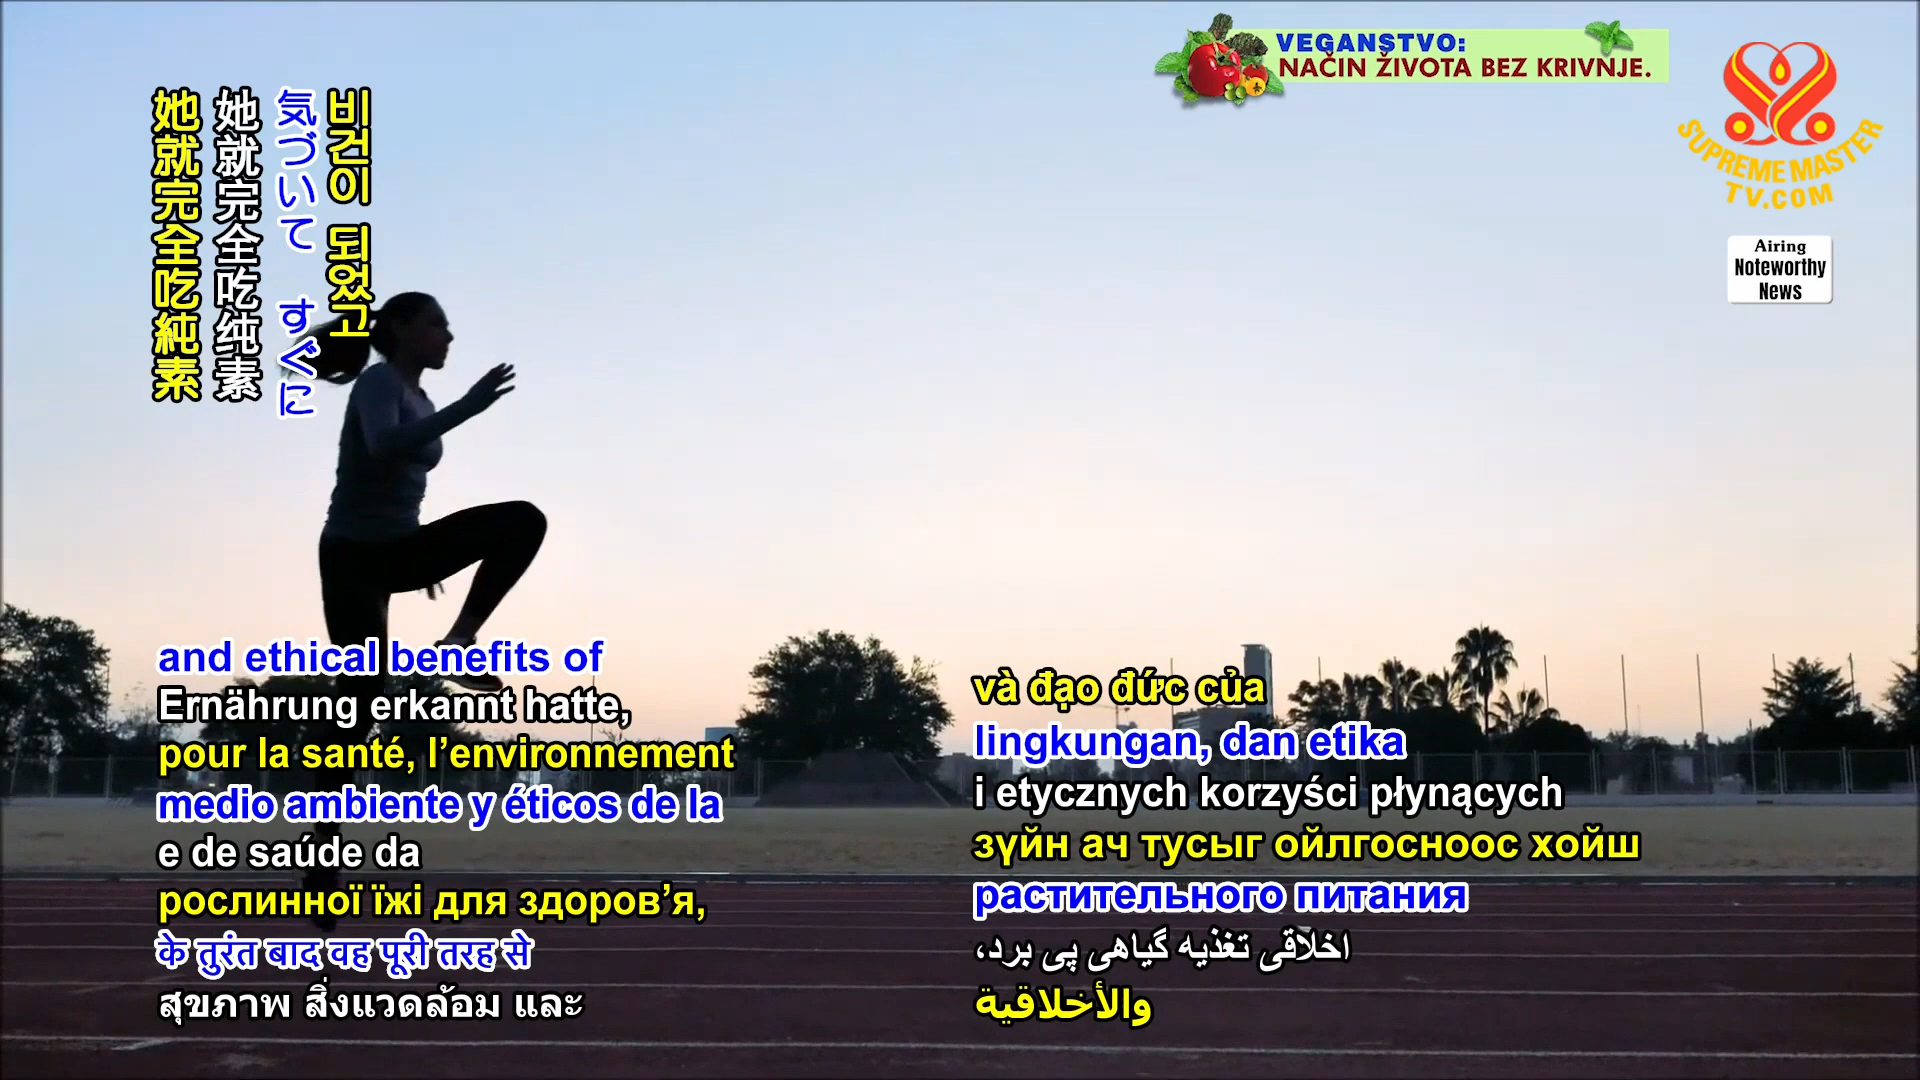 VEGANSTVO:
NAČIN ŽIVOTA BEZ KRIVNJE.
SUPREME MASTER
TV.COM
Airing
Noteworthy
News
她就完全吃純素
她就完全吃纯素
気づいて すぐに
비건이 되었고
and ethical benefits of
Ernährung erkannt hatte,
pour la santé, l’environnement
medio ambiente y éticos de la
e de saúde da
рослинної їжі для здоров’я,
के तुरंत बाद वह पूरी तरह से
สุขภาพ สิ่งแวดล้อม และ
và đạo đức của
lingkungan, dan etika
i etycznych korzyści płynących
зүйн ач тусыг ойлгосноос хойш
растительного питания
اخلاقی تغذیه گیاهی پی برد،
والأخلاقية